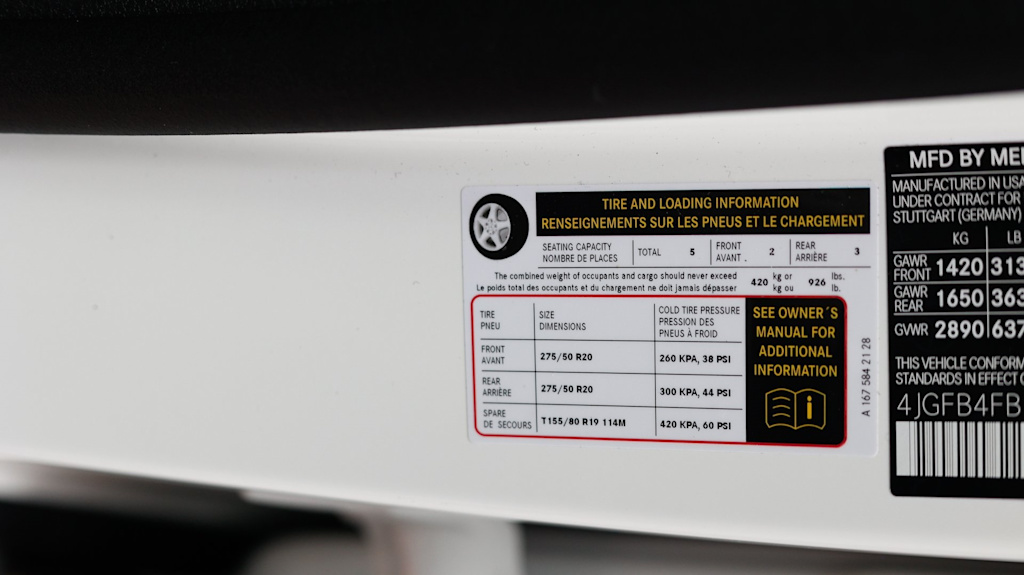 TIRE AND LOADING INFORMATION
RENSEIGNEMENTS SUR LES PNEUS ET LE CHARGEMENT
SEATING CAPACITY
NOMBRE DE PLACES
TOTAL 5
FRONT
AVANT . 2
REAR
ARRIÈRE 3
The combined weight of occupants and cargo should never exceed
Le poids total des occupants et du chargement ne doit jamais dépasser
420 kg or
kg ou
926 lbs.
lb.
TIRE
PNEU
SIZE
DIMENSIONS
COLD TIRE PRESSURE
PRESSION DES
PNEUS À FROID
FRONT
AVANT
275/50 R20
260 KPA, 38 PSI
REAR
ARRIÈRE
275/50 R20
300 KPA, 44 PSI
SPARE
DE SECOURS
T155/80 R19 114M
420 KPA, 60 PSI
SEE OWNER´S
MANUAL FOR
ADDITIONAL
INFORMATION
i
A 167 584 21 28
MFD BY
MANUFACTURED IN USA
UNDER CONTRACT FOR
STUTTGART (GERMANY)
KG LB
GAWR
FRONT 1420 313
GAWR
REAR 1650 363
GVWR 2890 637
THIS VEHICLE CONFORM
STANDARDS IN EFFECT
4JGFB4FB